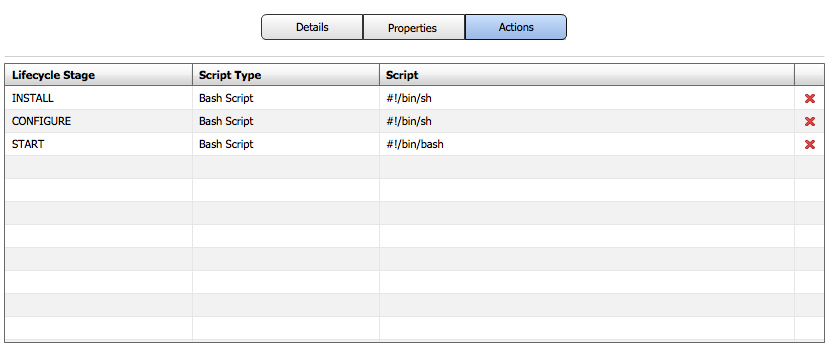 Details Properties Actions
Lifecycle Stage Script Type Script
INSTALL Bash Script #!/bin/sh
CONFIGURE Bash Script #!/bin/sh
START Bash Script #!/bin/bash